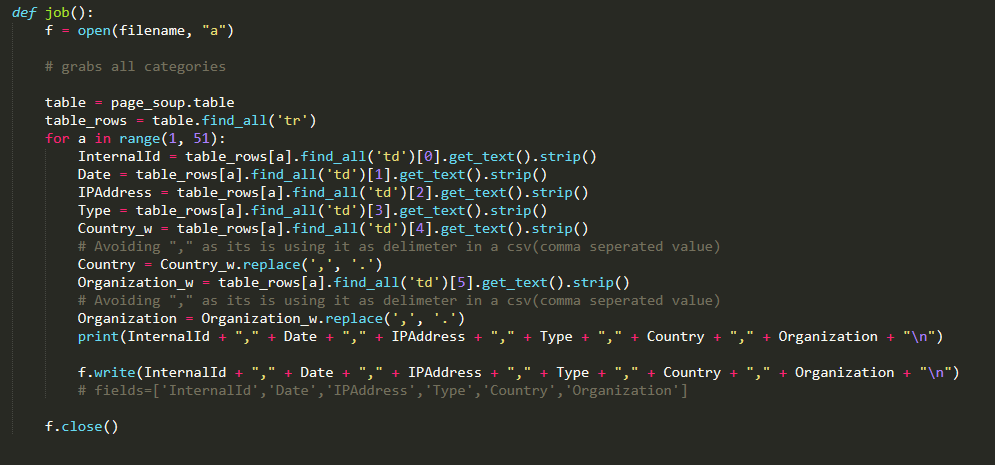 def job():
    f = open(filename, "a")
    # grabs all categories
    table = page_soup.table
    table_rows = table.find_all('tr')
    for a in range(1, 51):
        InternalId = table_rows[a].find_all('td')[0].get_text().strip()
        Date = table_rows[a].find_all('td')[1].get_text().strip()
        IPAddress = table_rows[a].find_all('td')[2].get_text().strip()
        Type = table_rows[a].find_all('td')[3].get_text().strip()
        Country_w = table_rows[a].find_all('td')[4].get_text().strip()
        # Avoiding "," as its is using it as delimeter in a csv(comma seperated value)
        Country = Country_w.replace(',', '.')
        Organization_w = table_rows[a].find_all('td')[5].get_text().strip()
        # Avoiding "," as its is using it as delimeter in a csv(comma seperated value)
        Organization = Organization_w.replace(',', '.')
        print(InternalId + "," + Date + "," + IPAddress + "," + Type + "," + Country + "," + Organization + "\n")
        f.write(InternalId + "," + Date + "," + IPAddress + "," + Type + "," + Country + "," + Organization + "\n")
        # fields=['InternalId','Date','IPAddress','Type','Country','Organization']
    f.close()